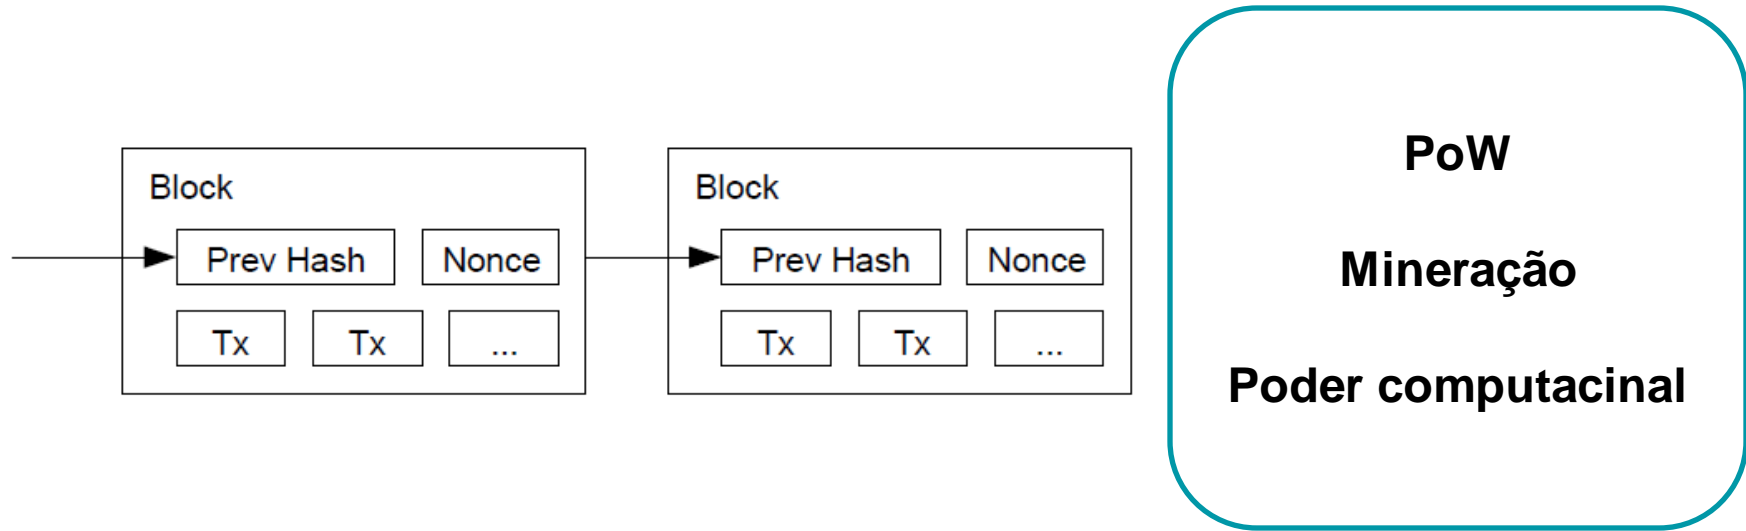 Block
Prev Hash Nonce
Tx Tx ...
Block
Prev Hash Nonce
Tx Tx ...
PoW
Mineração
Poder computacinal